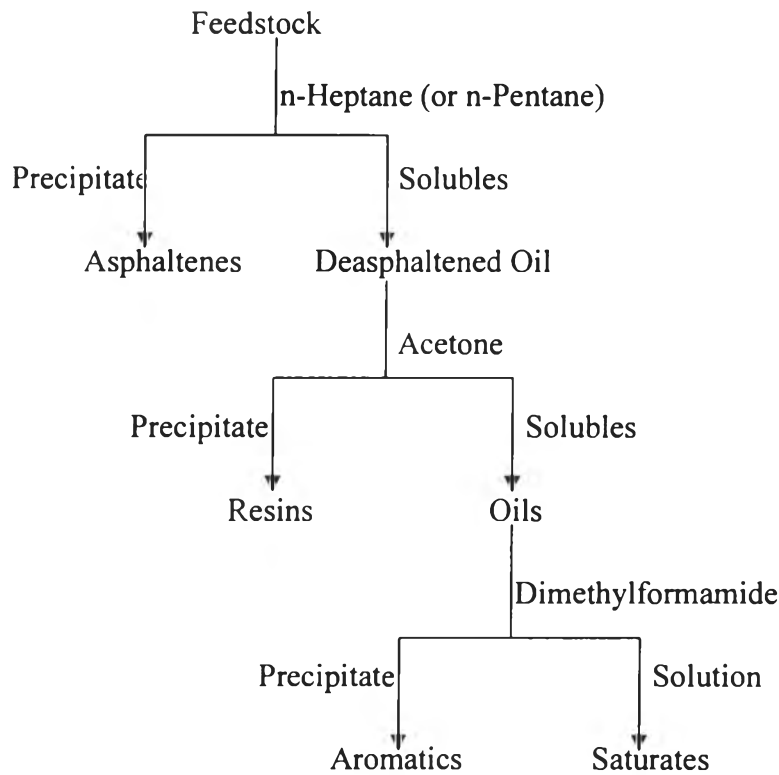 Feedstock
n-Heptane (or n-Pentane)
Precipitate
Solubles
Asphaltenes
Deasphaltened Oil
Acetone
Precipitate
Solubles
Resins
Oils
Dimethylformamide
Precipitate
Solution
Aromatics
Saturates